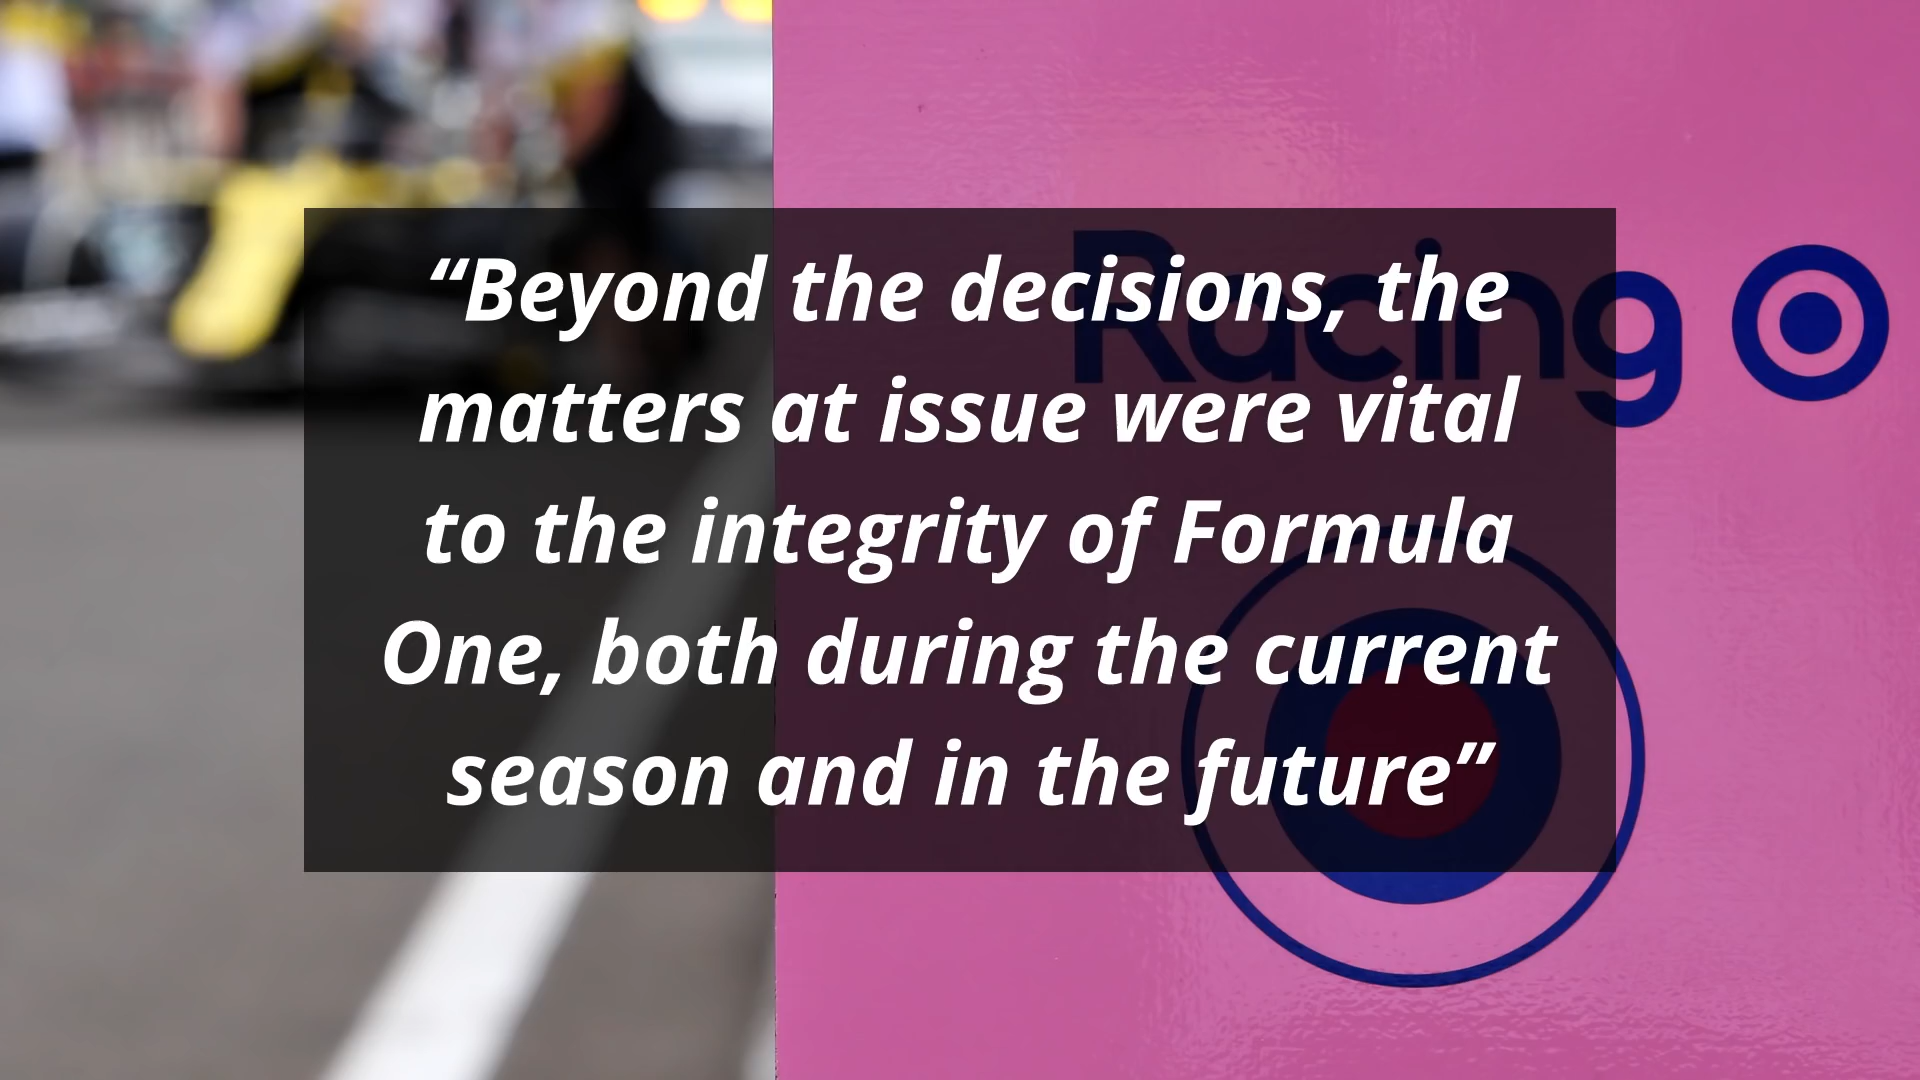 Racing
“Beyond the decisions, the
matters at issue were vital
to the integrity of Formula
One, both during the current
season and in the future”